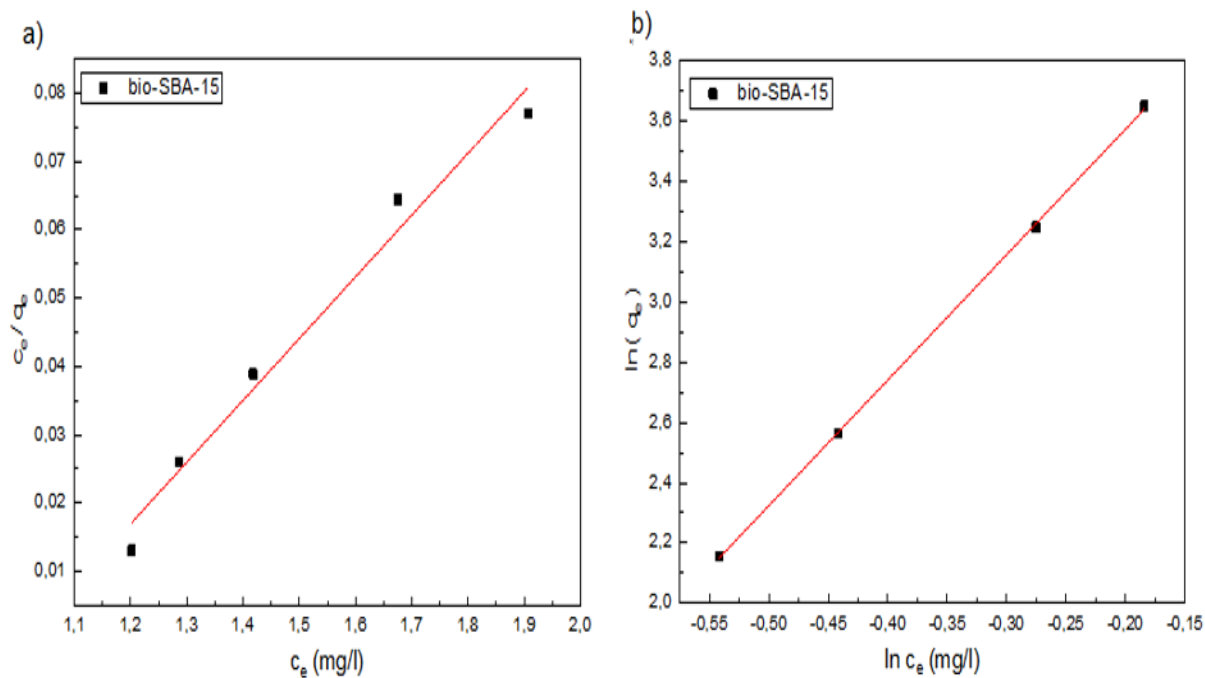 a)
bio-SBA-15
0,08
0,07
0,06
0,05
0,04
0,03
0,02
0,01
cₑ / qₑ
1,1 1,2 1,3 1,4 1,5 1,6 1,7 1,8 1,9 2,0
cₑ (mg/l)
b)
bio-SBA-15
3,8
3,6
3,4
3,2
3,0
2,8
2,6
2,4
2,2
2,0
ln( qₑ )
-0,55 -0,50 -0,45 -0,40 -0,35 -0,30 -0,25 -0,20 -0,15
ln cₑ (mg/l)